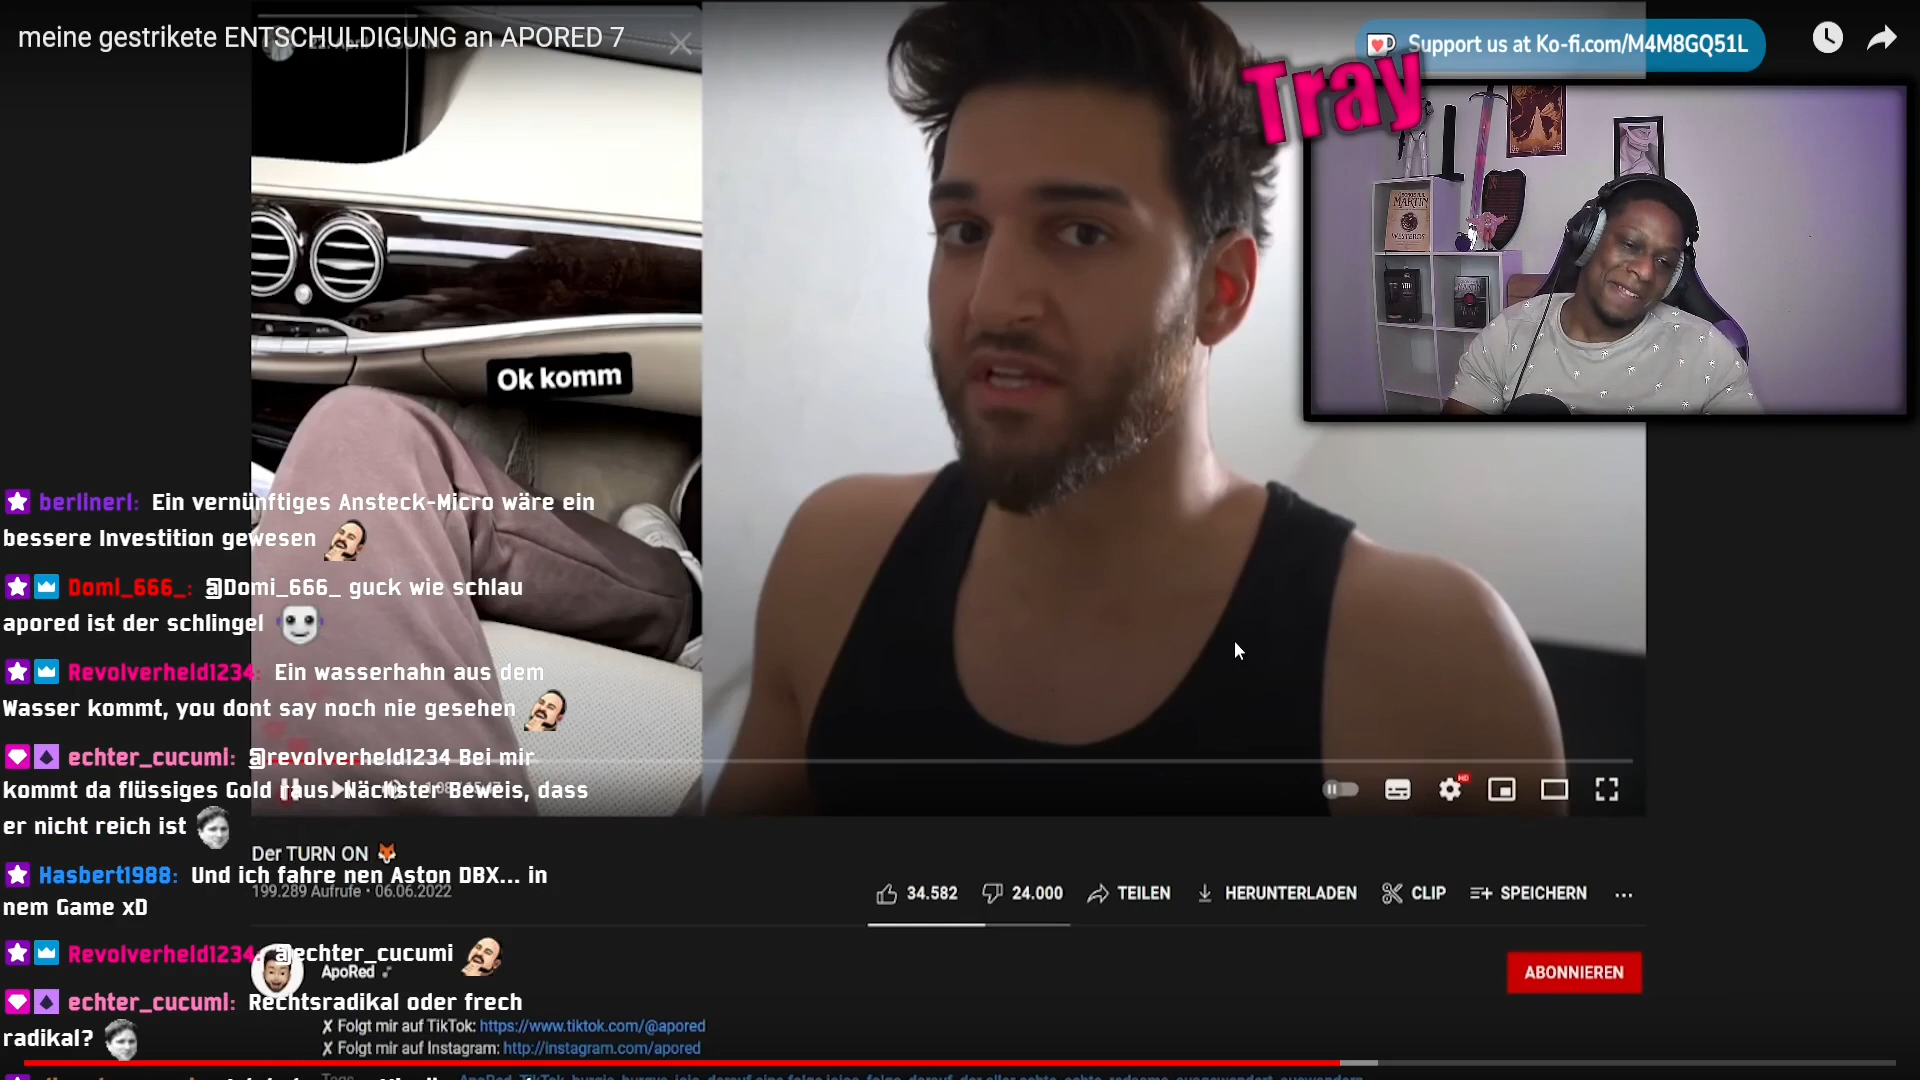 meine gestrikete ENTSCHULDIGUNG an APORED 7
Support us at Ko-fi.com/M4M8GQ51L
Tray
MARTIN
WESTEROS
Ok komm
berlinerl: Ein vernünftiges Ansteck-Micro wäre ein
bessere Investition gewesen
Domi_666_: @Domi_666_ guck wie schlau
apored ist der schlingel
Revolverheld1234: Ein wasserhahn aus dem
Wasser kommt, you dont say noch nie gesehen
echter_cucumi: @revolverheld1234 Bei mir
kommt da flüssiges Gold raus. Nächster Beweis, dass
er nicht reich ist
HD
Der TURN ON
Hasbert1988: Und ich fahre nen Aston DBX... in
199.289 Aufrufe • 06.06.2022
34.582
24.000
TEILEN
HERUNTERLADEN
CLIP
SPEICHERN
nem Game xD
Revolverheld1234: @echter_cucumi
ApoRed
ABONNIEREN
echter_cucumi: Rechtsradikal oder frech
radikal?
✗ Folgt mir auf TikTok: https://www.tiktok.com/@apored
✗ Folgt mir auf Instagram: http://instagram.com/apored